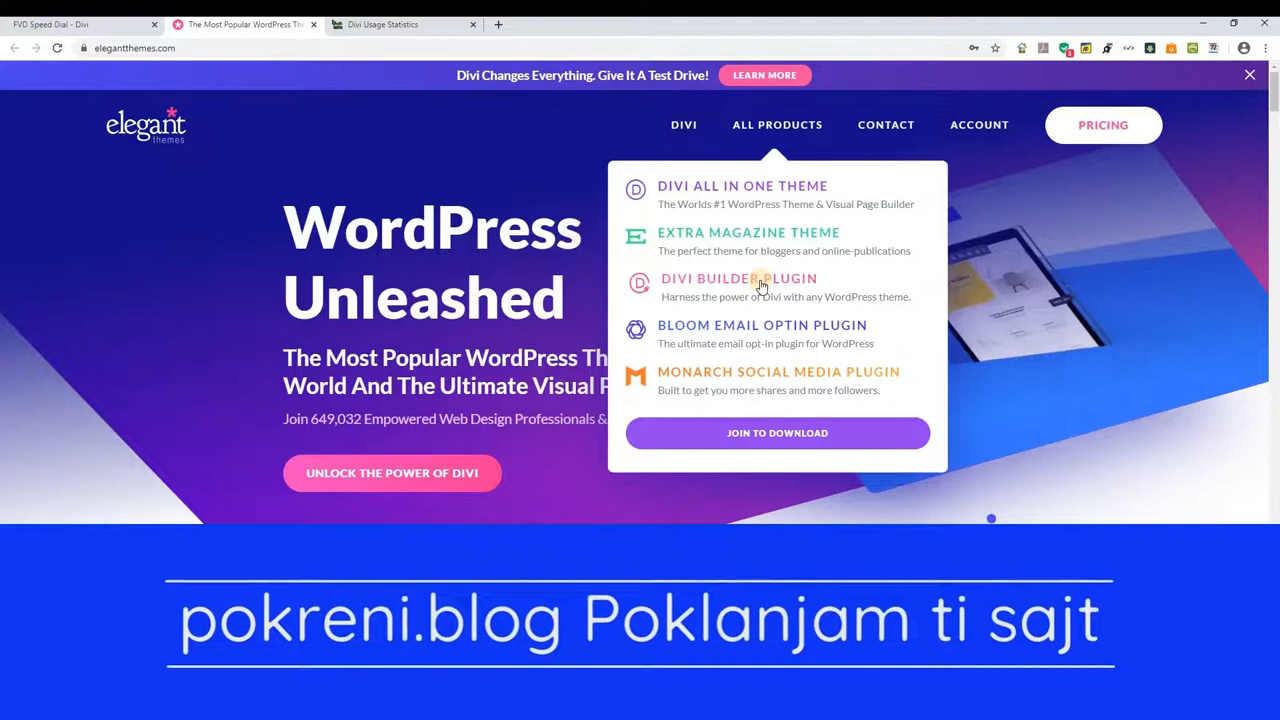 FVD Speed Dial - Divi
The Most Popular WordPress The
Divi Usage Statistics
elegantthemes.com
Divi Changes Everything. Give It A Test Drive!
LEARN MORE
elegant
themes
DIVI
ALL PRODUCTS
CONTACT
ACCOUNT
PRICING
DIVI ALL IN ONE THEME
The Worlds #1 WordPress Theme & Visual Page Builder
EXTRA MAGAZINE THEME
The perfect theme for bloggers and online-publications
DIVI BUILDER PLUGIN
Harness the power of Divi with any WordPress theme.
BLOOM EMAIL OPTIN PLUGIN
The ultimate email opt-in plugin for WordPress
MONARCH SOCIAL MEDIA PLUGIN
Built to get you more shares and more followers.
JOIN TO DOWNLOAD
WordPress
Unleashed
The Most Popular WordPress Th
World And The Ultimate Visual P
Join 649,032 Empowered Web Design Professionals &
UNLOCK THE POWER OF DIVI
pokreni.blog Poklanjam ti sajt